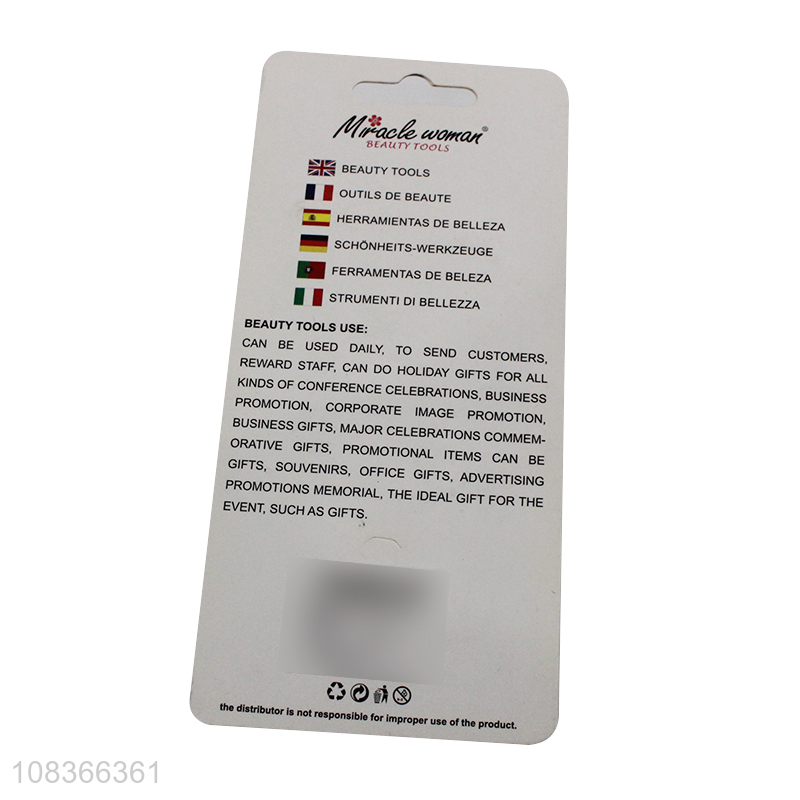 Miracle woman®
BEAUTY TOOLS
BEAUTY TOOLS
OUTILS DE BEAUTE
HERRAMIENTAS DE BELLEZA
SCHÖNHEITS-WERKZEUGE
FERRAMENTAS DE BELEZA
STRUMENTI DI BELLEZZA
BEAUTY TOOLS USE:
CAN BE USED DAILY, TO SEND CUSTOMERS,
REWARD STAFF, CAN DO HOLIDAY GIFTS FOR ALL
KINDS OF CONFERENCE CELEBRATIONS, BUSINESS
PROMOTION, CORPORATE IMAGE PROMOTION,
BUSINESS GIFTS, MAJOR CELEBRATIONS COMMEM-
ORATIVE GIFTS, PROMOTIONAL ITEMS CAN BE
GIFTS, SOUVENIRS, OFFICE GIFTS, ADVERTISING
PROMOTIONS MEMORIAL, THE IDEAL GIFT FOR THE
EVENT, SUCH AS GIFTS.
the distributor is not responsible for improper use of the product.
108366361